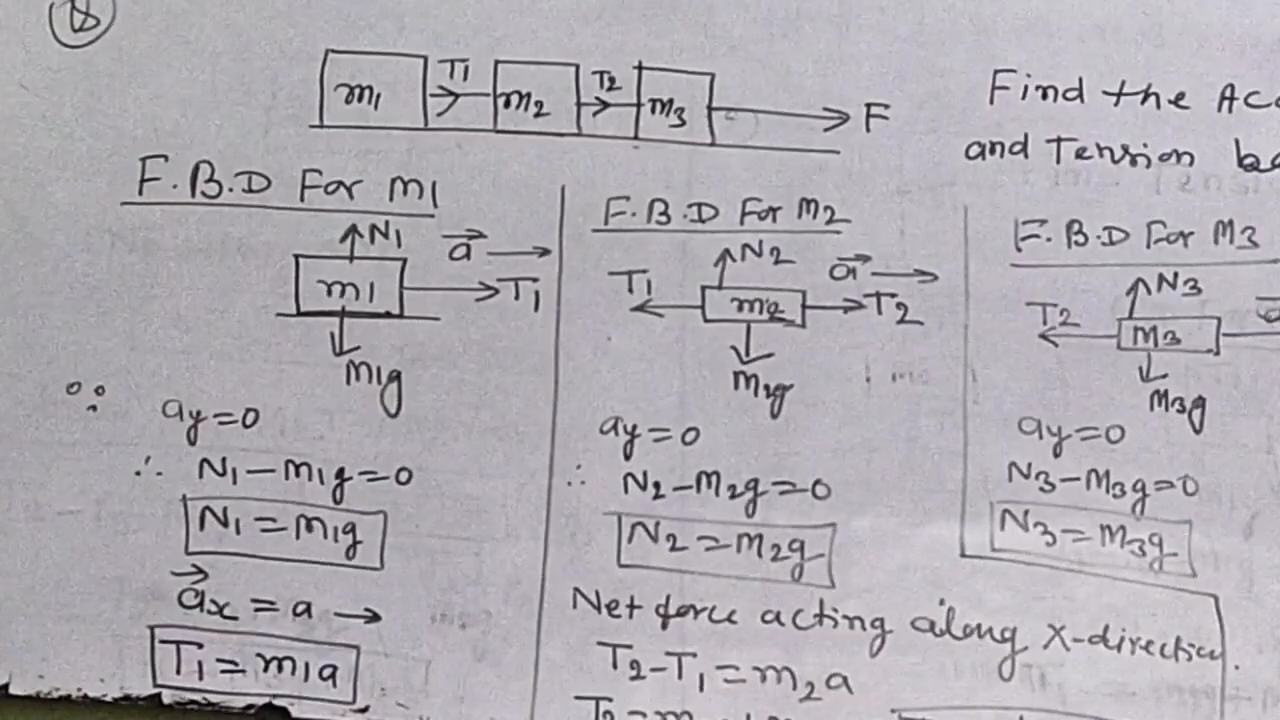 8
m1 T1 m2 T2 m3 F
Find the
and Tension
F.B.D For m1
N1 a
m1 T1
m1g
ay=0
∴ N1-m1g=0
N1=m1g
ax=a→
T1=m1a
F.B.D For M2
N2 a
T1 m2 T2
M2g
ay=0
∴ N2-M2g=0
N2=M2g
Net force acting along X-direction.
T2-T1=m2a
F.B.D For M3
N3
T2 M3
M3g
ay=0
N3-M3g=0
N3=M3g